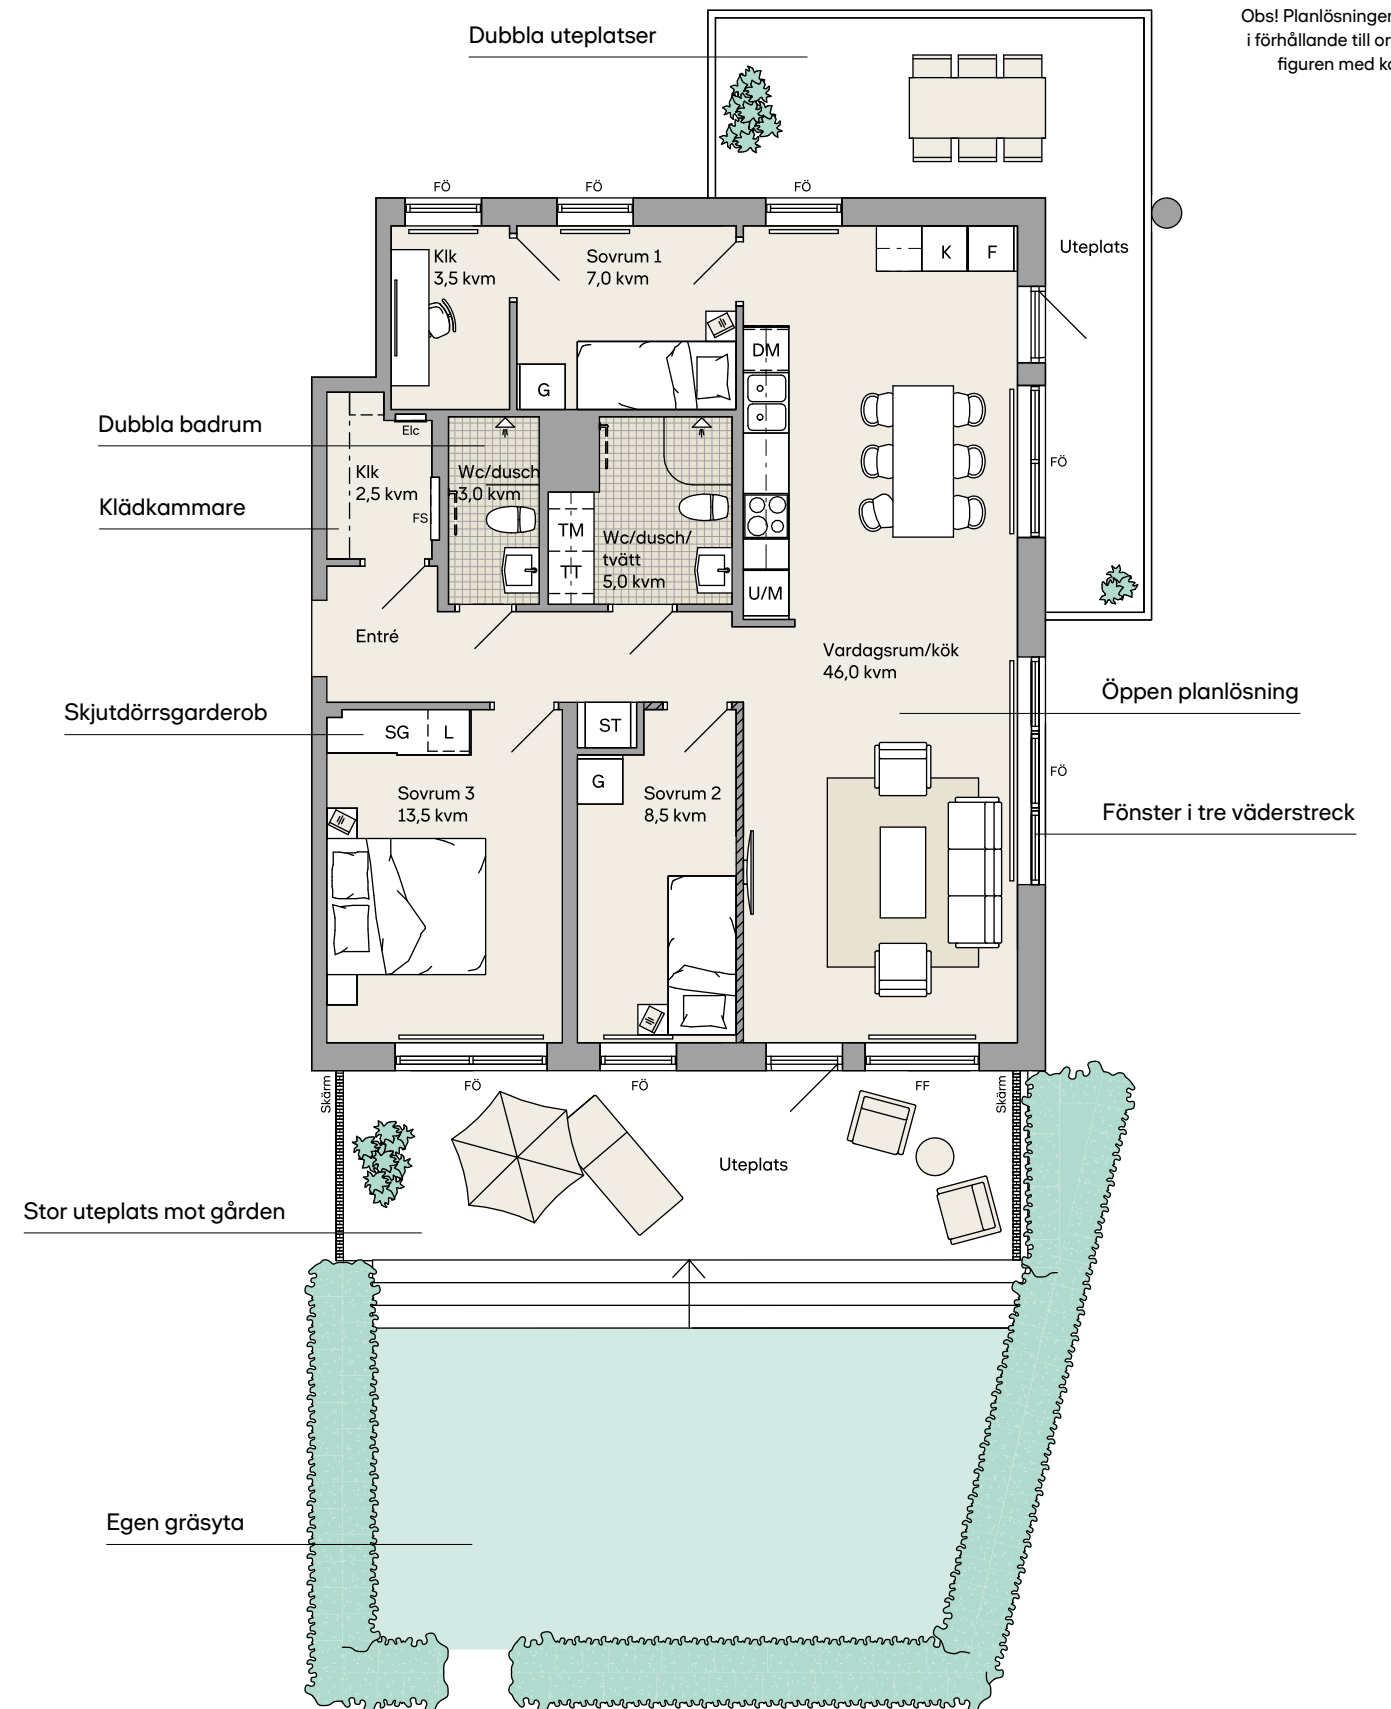 Obs! Planlösningen
i förhållande till or
figuren med ko
Dubbla uteplatser
FÖ
FÖ
FÖ
Klk
3,5 kvm
Sovrum 1
7,0 kvm
K
F
Uteplats
DM
G
Dubbla badrum
Elc
Klk
2,5 kvm
FS
Wc/dusch
3,0 kvm
FÖ
Klädkammare
TM
TT
Wc/dusch/
tvätt
5,0 kvm
U/M
Entré
Vardagsrum/kök
46,0 kvm
Öppen planlösning
Skjutdörrsgarderob
SG
L
ST
G
FÖ
Sovrum 3
13,5 kvm
Sovrum 2
8,5 kvm
Fönster i tre väderstreck
Skärm
FÖ
FÖ
FF
Skärm
Uteplats
Stor uteplats mot gården
Egen gräsyta